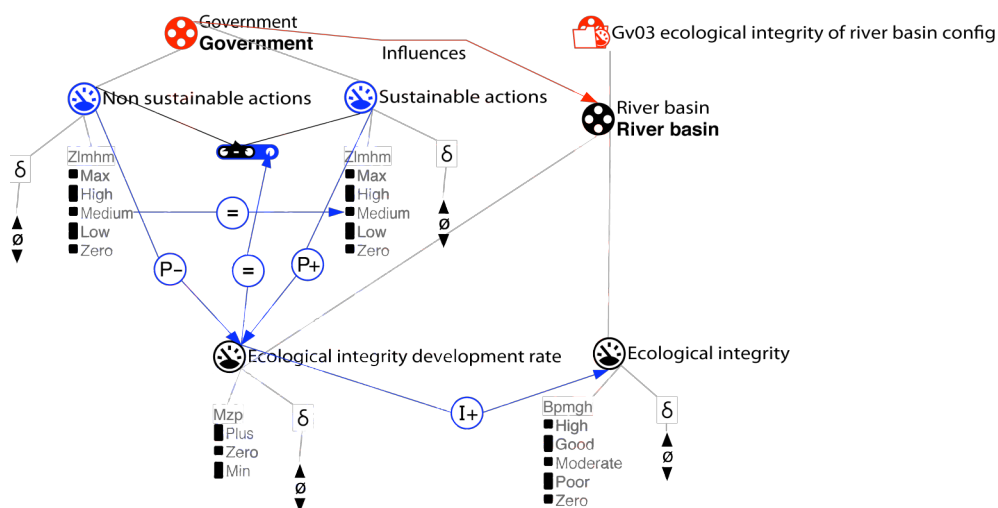 Government
Government
Influences
Gv03 ecological integrity of river basin config
River basin
River basin
Non sustainable actions
Sustainable actions
-
δ
Zlmhm
Max
High
Medium
Low
Zero
ø
=
Zlmhm
Max
High
Medium
Low
Zero
δ
ø
P-
=
P+
Ecological integrity development rate
Ecological integrity
I+
Mzp
Plus
Zero
Min
δ
ø
Bpmgh
High
Good
Moderate
Poor
Zero
δ
ø